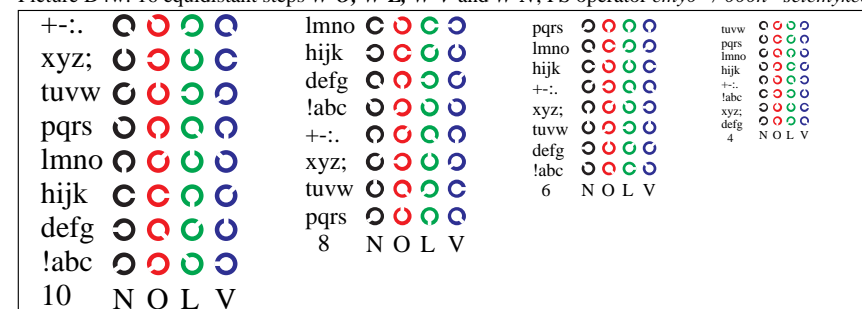 +-:.
xyz;
tuvw
pqrs
lmno
hijk
defg
!abc
10 N O L V
lmno
hijk
defg
!abc
+-:.
xyz;
tuvw
pqrs
8 N O L V
pqrs
lmno
hijk
+-:.
xyz;
tuvw
defg
!abc
6 N O L V
tuvw
pqrs
lmno
hijk
+-:.
!abc
xyz;
defg
4 N O L V